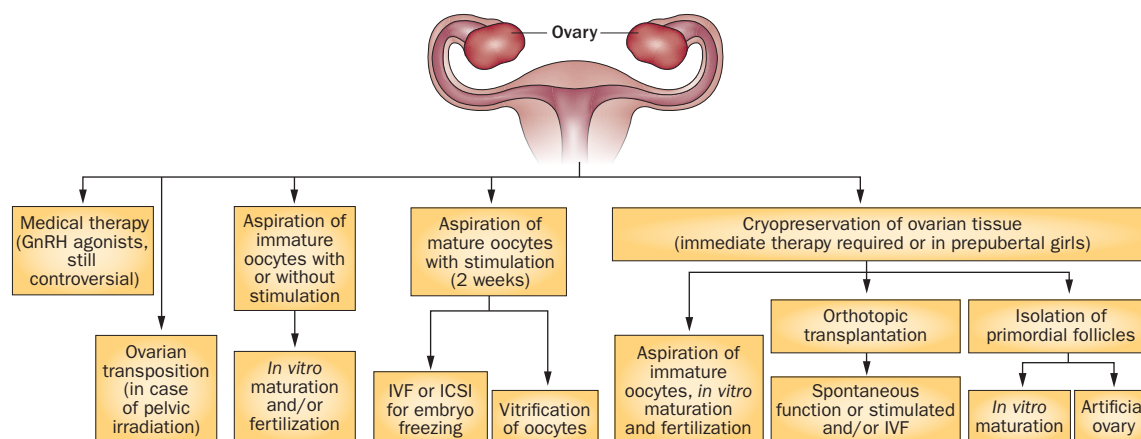 Ovary
Medical therapy
(GnRH agonists,
still
controversial)
Ovarian
transposition
(in case
of pelvic
irradiation)
Aspiration of
immature
oocytes with
or without
stimulation
In vitro
maturation
and/or
fertilization
Aspiration of
mature oocytes
with stimulation
(2 weeks)
IVF or ICSI
for embryo
freezing
Vitrification
of oocytes
Cryopreservation of ovarian tissue
(immediate therapy required or in prepubertal girls)
Aspiration of
immature
oocytes, in vitro
maturation
and fertilization
Orthotopic
transplantation
Spontaneous
function or stimulated
and/or IVF
Isolation of
primordial follicles
In vitro
maturation
Artificial
ovary